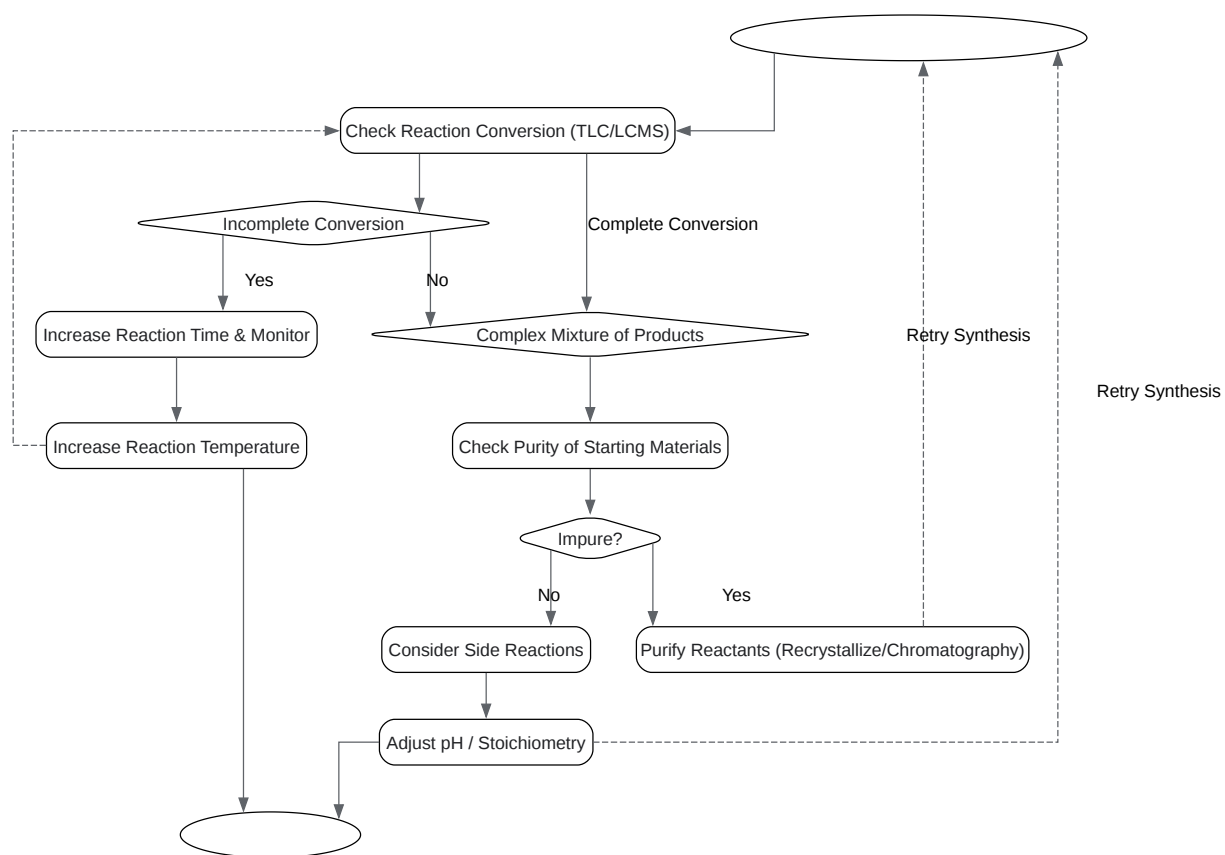 Check Reaction Conversion (TLC/LCMS)
Incomplete Conversion
Complete Conversion
Yes
No
Increase Reaction Time & Monitor
Complex Mixture of Products
Retry Synthesis
Retry Synthesis
Increase Reaction Temperature
Check Purity of Starting Materials
Impure?
No
Yes
Consider Side Reactions
Purify Reactants (Recrystallize/Chromatography)
Adjust pH / Stoichiometry